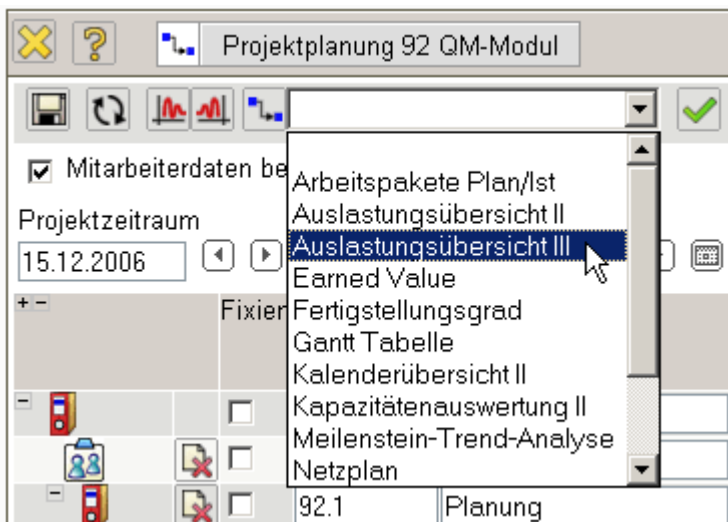 Projektplanung 92 QM-Modul
Mitarbeiterdaten be
Arbeitspakete Plan/Ist
Auslastungsübersicht II
Projektzeitraum
Auslastungsübersicht III
15.12.2006
Earned Value
Fixier
Fertigstellungsgrad
Gantt Tabelle
Kalenderübersicht II
Kapazitätenauswertung II
Meilenstein-Trend-Analyse
Netzplan
92.1 Planung